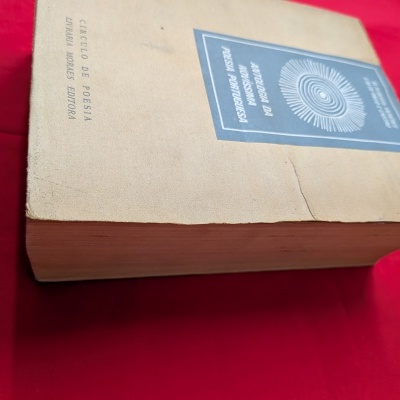 ANTOLOGIA DA
NOVÍSSIMA
POESIA PORTUGUESA
CÍRCULO DE POESIA
LIVRARIA MORAES EDITORA